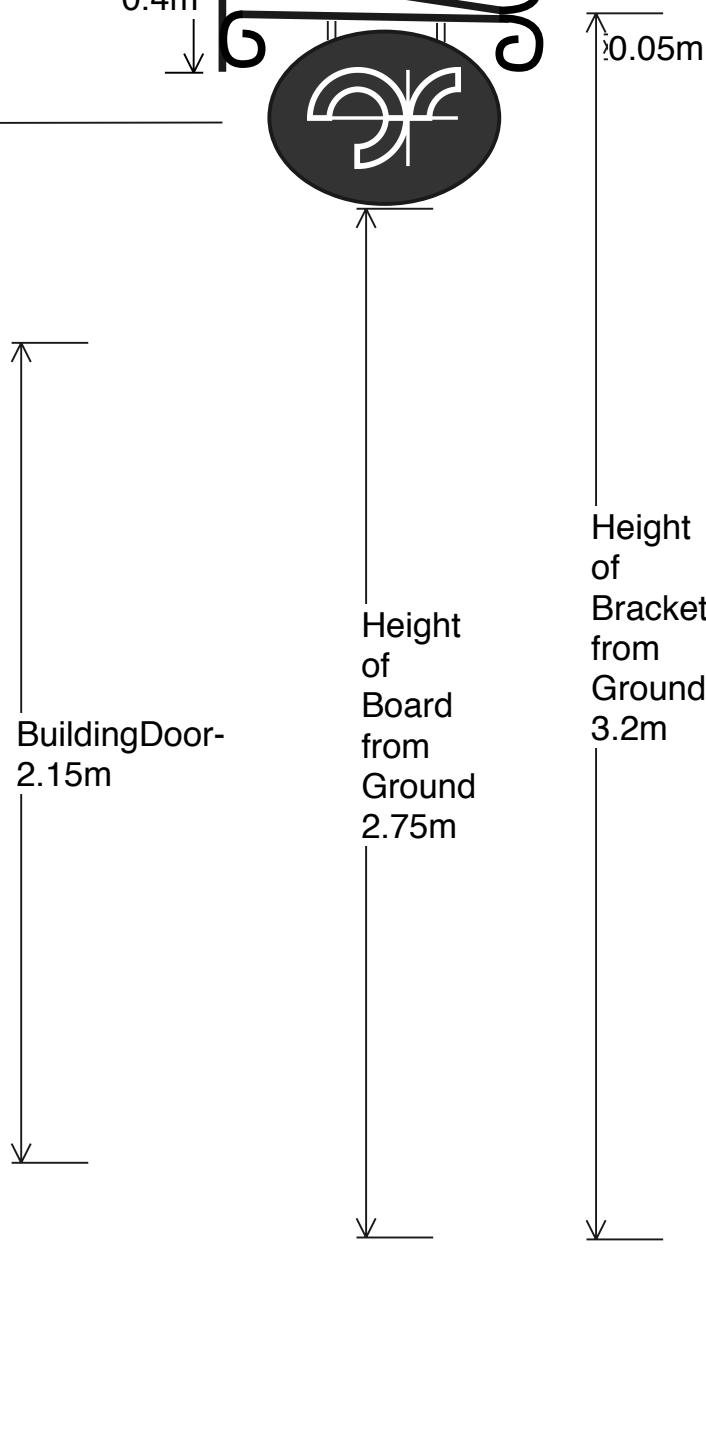 0.4m
0.05m
Height
of
Bracket
from
Ground
3.2m
Height
of
Board
from
Ground
2.75m
BuildingDoor-
2.15m